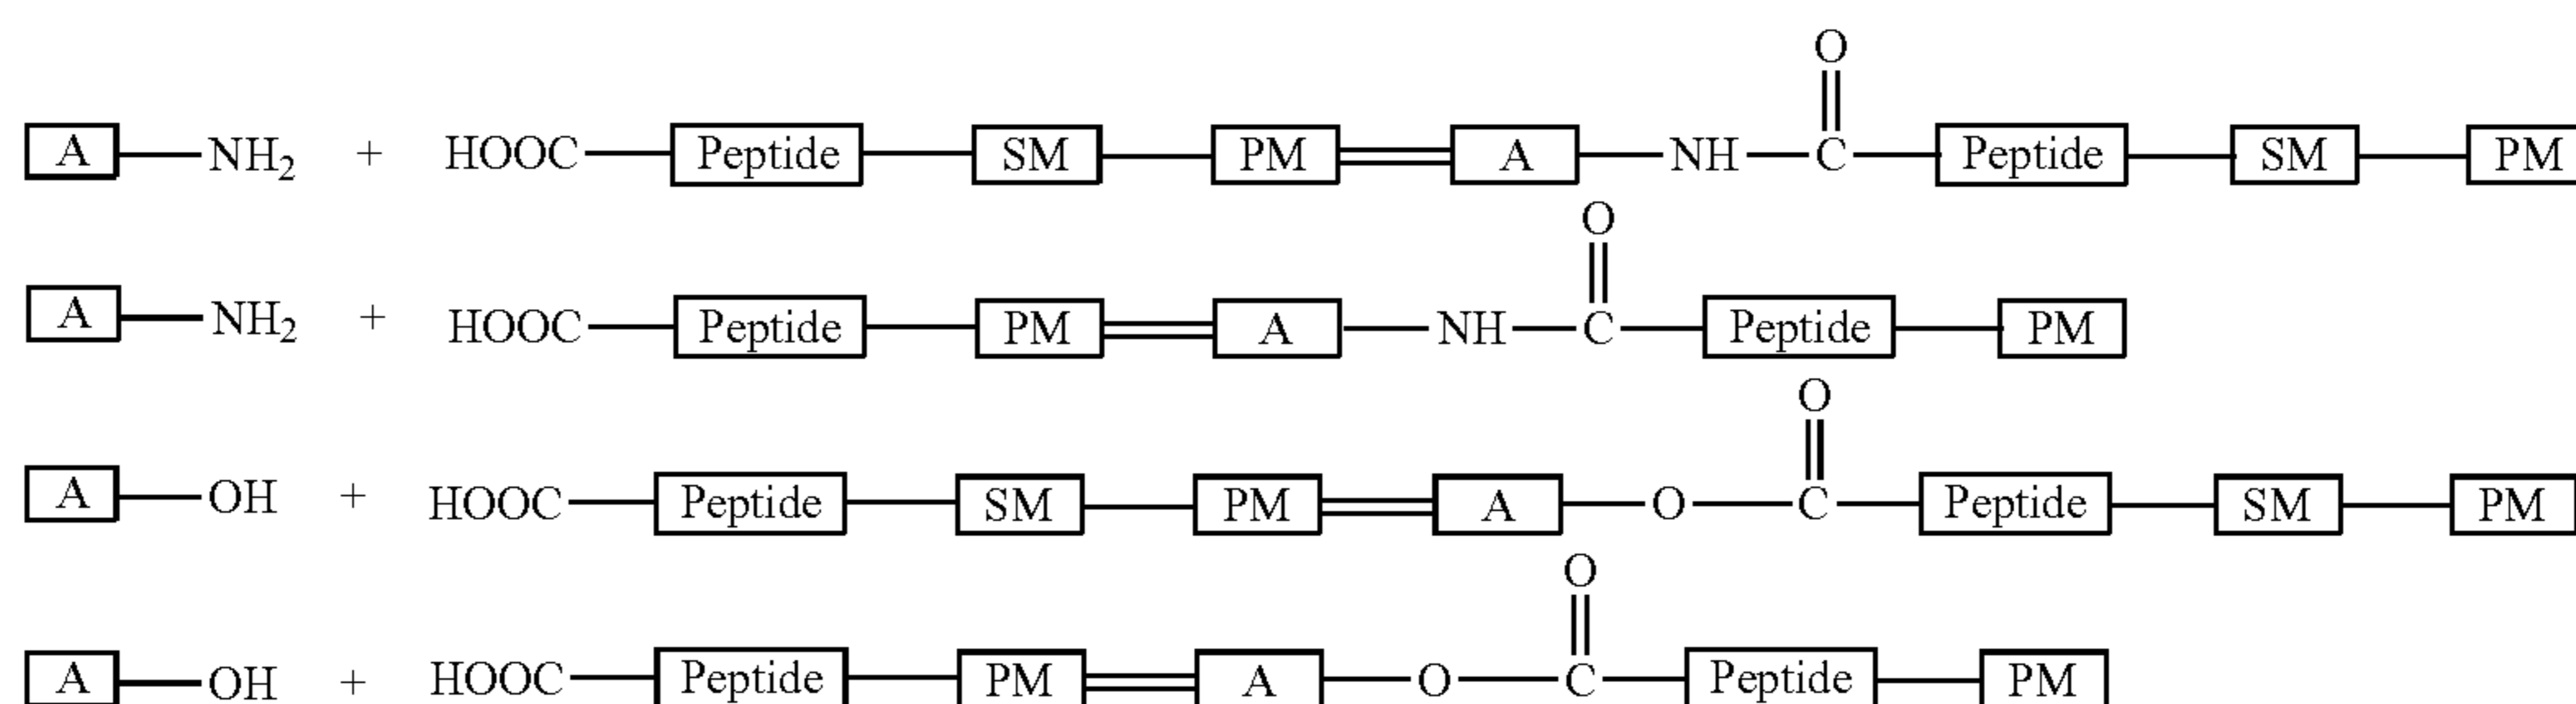 O
A NH₂ + HOOC Peptide SM PM A NH C Peptide SM PM
O
A NH₂ + HOOC Peptide PM A NH C Peptide PM
O
A OH + HOOC Peptide SM PM A O C Peptide SM PM
O
A OH + HOOC Peptide PM A O C Peptide PM